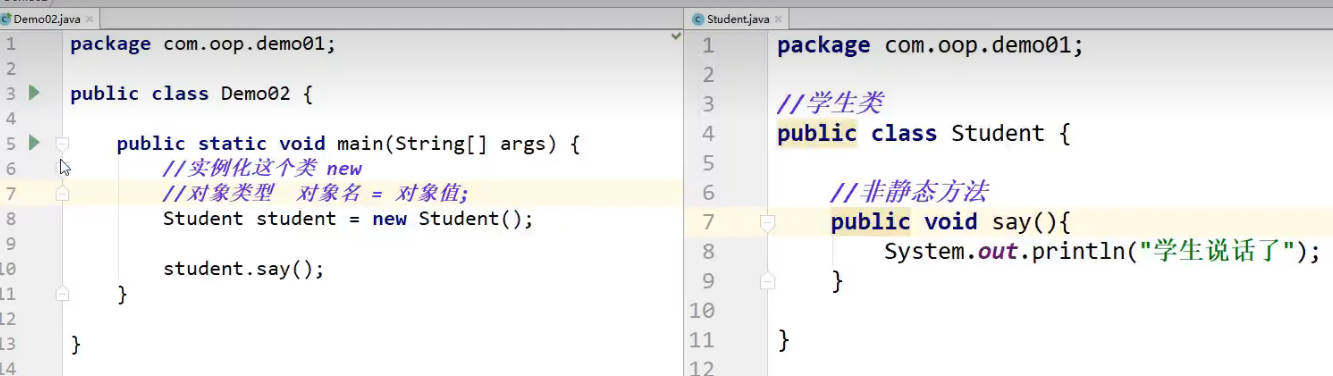 Demo02.java
1 package com.oop.demo01;
2
3 public class Demo02 {
4
5 public static void main(String[] args) {
6 //实例化这个类 new
7 //对象类型 对象名 = 对象值;
8 Student student = new Student();
9
10 student.say();
11 }
12
13 }
14
Student.java
1 package com.oop.demo01;
2
3 //学生类
4 public class Student {
5
6 //非静态方法
7 public void say(){
8 System.out.println("学生说话了");
9 }
10
11 }
12